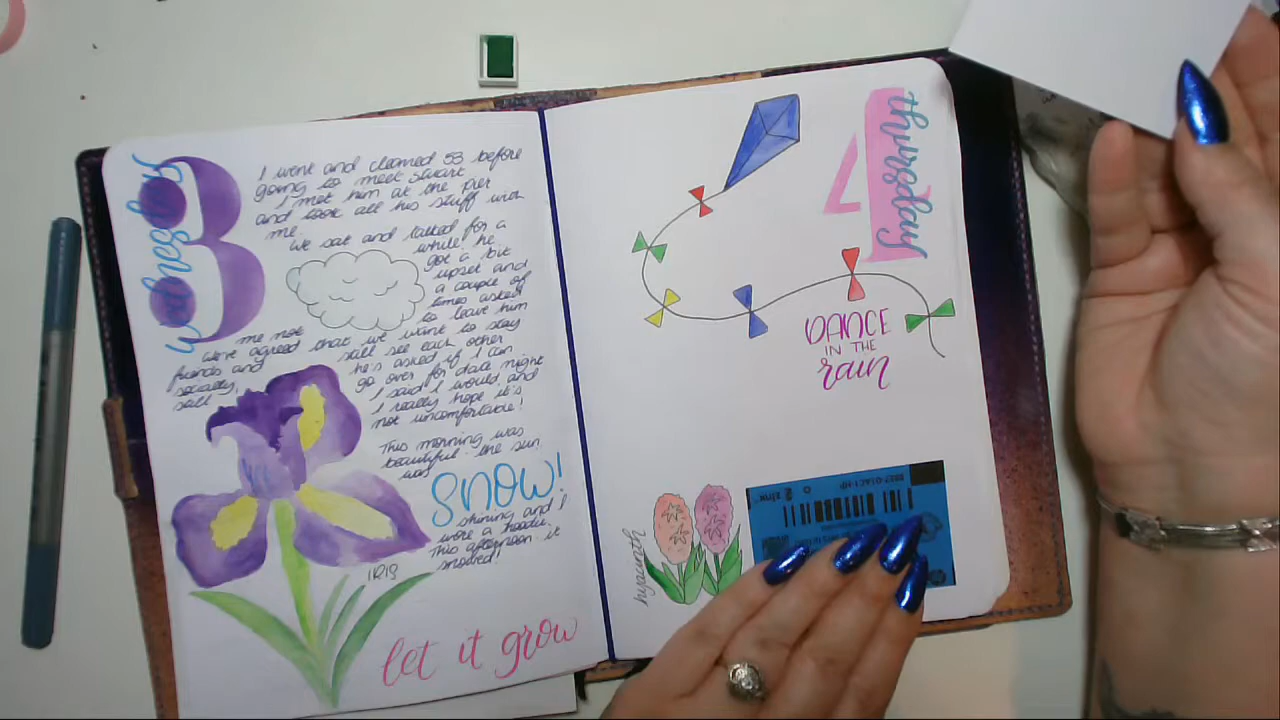 Wednesday
3
I went and cleaned 53 before
going to meet Stuart
I met him at the pier
and took all his stuff with
me.
We sat and talked for a
while! he
got a bit
upset and
a couple of
times asked
to leave him
me not
We've agreed that we want to stay
friends and still see each other
socially, he's asked if I can
still go over for date night
I said I would and
I really hope it's
not uncomfortable!
This morning was
beautiful the sun
was
SNOW!
shining and I
wore a hoodie
This afternoon it
snowed!
IRIS
let it grow
thursday
4
DANCE
IN THE
rain
hyacinth